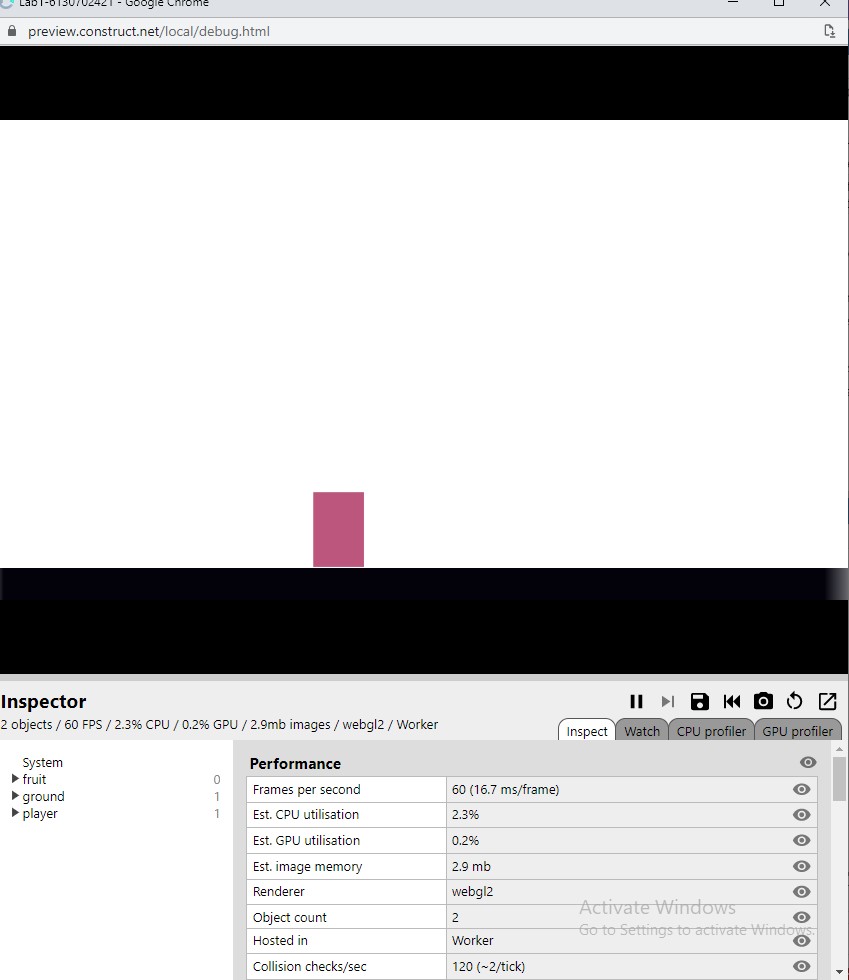 Lab1-6130702421 - Google Chrome
preview.construct.net/local/debug.html
Inspector
2 objects / 60 FPS / 2.3% CPU / 0.2% GPU / 2.9mb images / webgl2 / Worker
Inspect Watch CPU profiler GPU profiler
System
fruit 0
ground 1
player 1
Performance
Frames per second 60 (16.7 ms/frame)
Est. CPU utilisation 2.3%
Est. GPU utilisation 0.2%
Est. image memory 2.9 mb
Renderer webgl2
Object count 2
Hosted in Worker
Collision checks/sec 120 (~2/tick)
Activate Windows
Go to Settings to activate Windows.